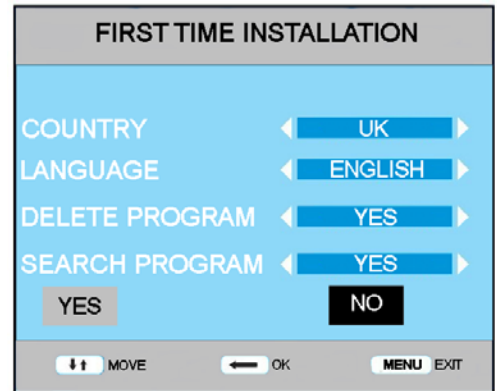 FIRST TIME INSTALLATION
COUNTRY UK
LANGUAGE ENGLISH
DELETE PROGRAM YES
SEARCH PROGRAM YES
YES NO
MOVE OK MENU EXIT